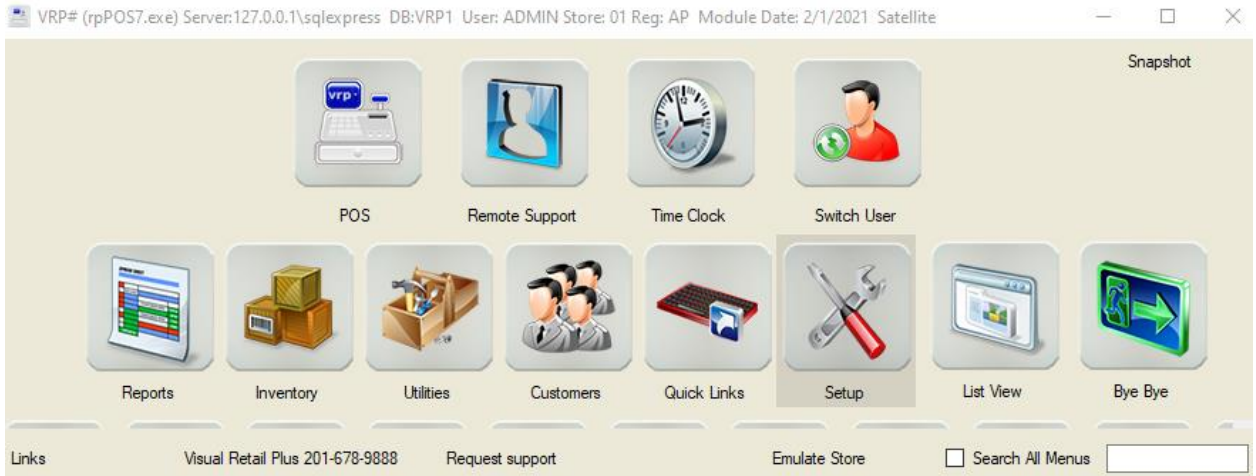 VRP# (rpPOS7.exe) Server:127.0.0.1\sqlexpress DB:VRP1 User: ADMIN Store: 01 Reg: AP Module Date: 2/1/2021 Satellite
Snapshot
vrp
POS Remote Support Time Clock Switch User
Reports Inventory Utilities Customers Quick Links Setup List View Bye Bye
Links Visual Retail Plus 201-678-9888 Request support Emulate Store Search All Menus